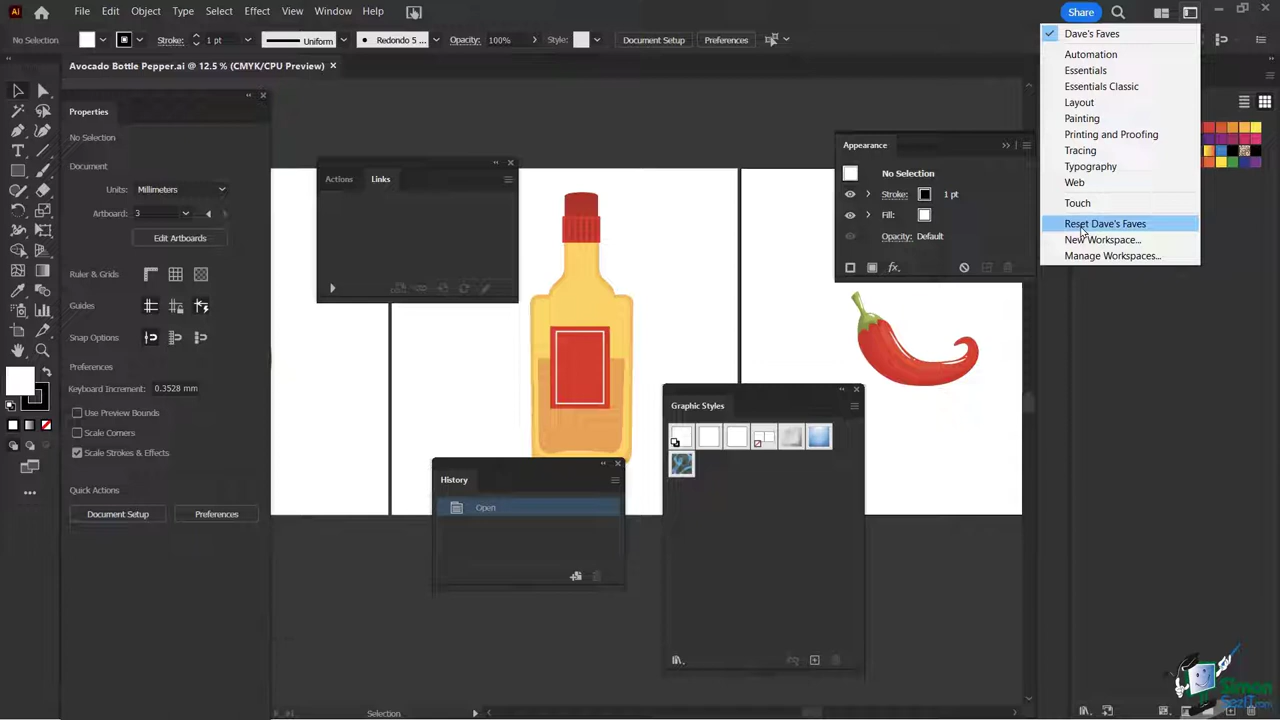 Ai File Edit Object Type Select Effect View Window Help Share
No Selection Stroke: 1 pt Uniform Redondo 5... Opacity: 100% Style: Document Setup Preferences
Avocado Bottle Pepper.ai @ 12.5 % (CMYK/CPU Preview)
Properties
No Selection
Document
Units: Millimeters
Artboard: 3
Edit Artboards
Ruler & Grids
Guides
Snap Options
Preferences
Keyboard Increment: 0.3528 mm
Use Preview Bounds
Scale Corners
Scale Strokes & Effects
Quick Actions
Document Setup Preferences
Actions Links
History
Open
Graphic Styles
Appearance
No Selection
Stroke: 1 pt
Fill:
Opacity: Default
fx.
Dave's Faves
Automation
Essentials
Essentials Classic
Layout
Painting
Printing and Proofing
Tracing
Typography
Web
Touch
Reset Dave's Faves
New Workspace...
Manage Workspaces...
Selection
Simon
SezIT.com